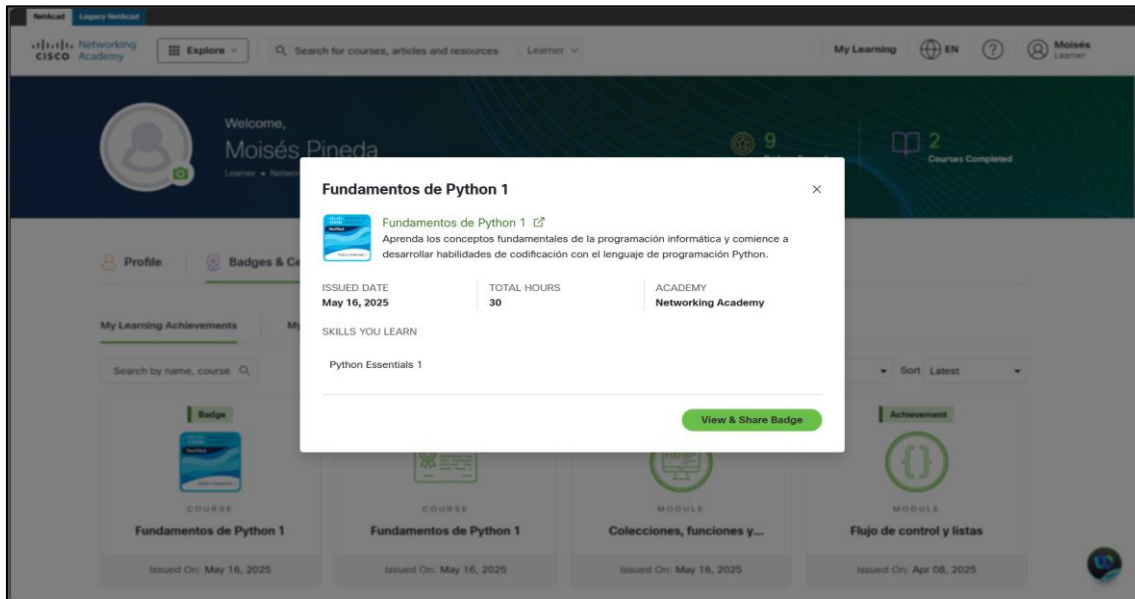 NetAcad
Legacy NetAcad
Networking
CISCO Academy
Explore
Search for courses, articles and resources
Learner
My Learning
EN
Moisés
Learner
Welcome,
Moisés Pineda
Learner
9
2
Courses Completed
Fundamentos de Python 1
Fundamentos de Python 1
Aprenda los conceptos fundamentales de la programación informática y comience a
desarrollar habilidades de codificación con el lenguaje de programación Python.
ISSUED DATE
May 16, 2025
TOTAL HOURS
30
ACADEMY
Networking Academy
SKILLS YOU LEARN
Python Essentials 1
View & Share Badge
Profile
Badges &
My Learning Achievements
Search by name, course
Sort Latest
Badge
COURSE
Fundamentos de Python 1
Issued On: May 16, 2025
COURSE
Fundamentos de Python 1
Issued On: May 16, 2025
MODULE
Colecciones, funciones y...
Issued On: May 16, 2025
Achievement
MODULE
Flujo de control y listas
Issued On: Apr 08, 2025